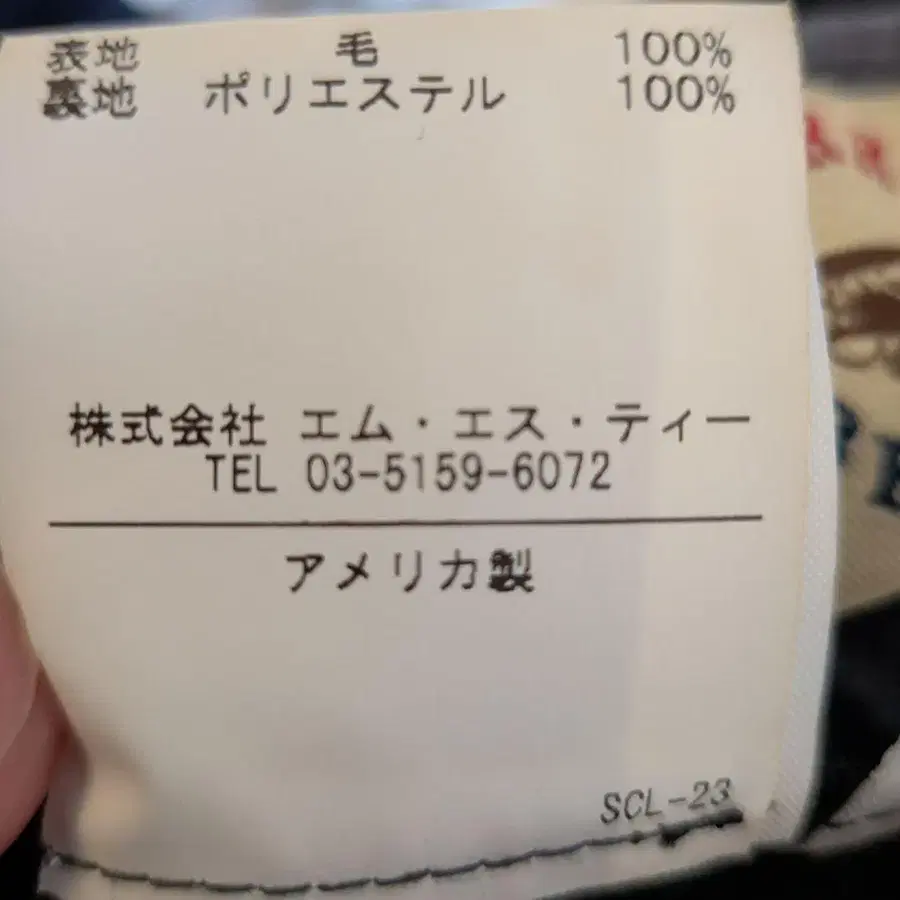 表地 毛 100%
裏地 ポリエステル 100%
株式会社 エム・エス・ティー
TEL 03-5159-6072
アメリカ製
SCL-23